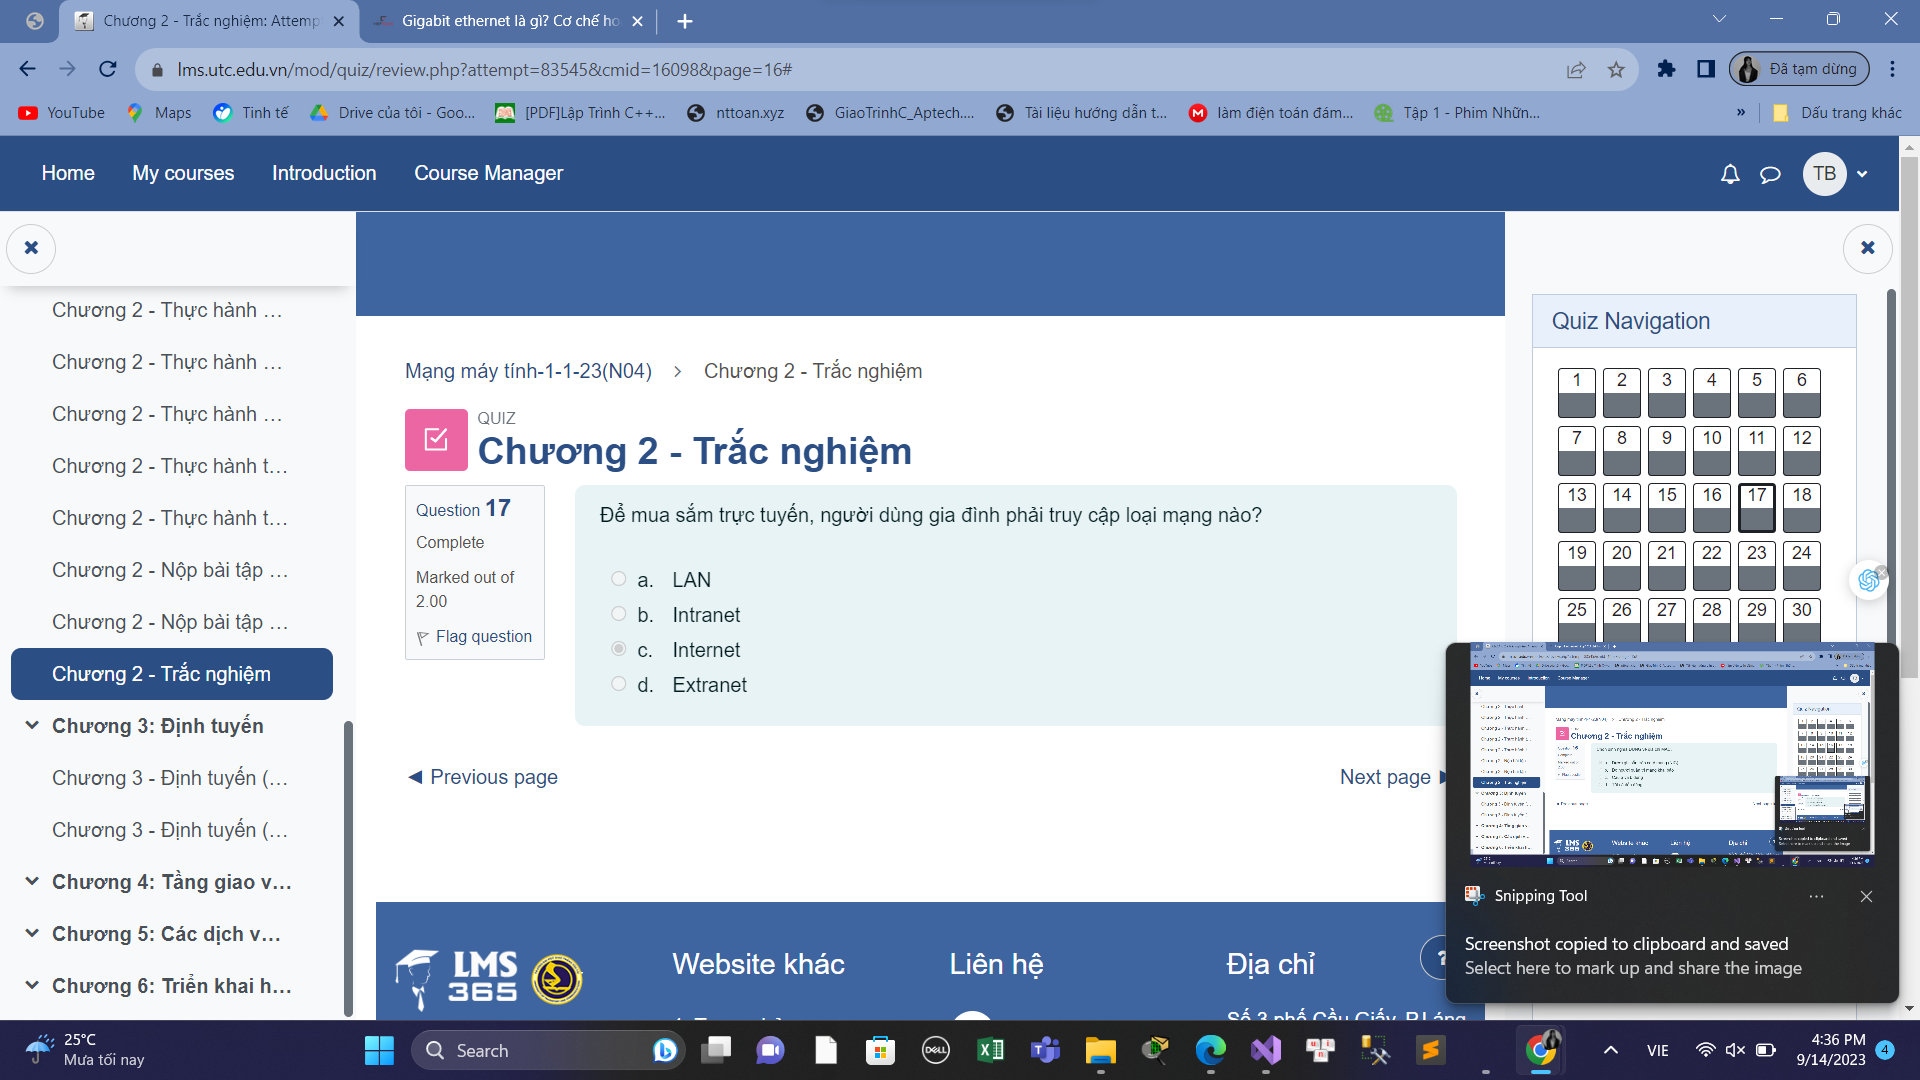 Chương 2 - Trắc nghiệm: Attemp
Gigabit ethernet là gì? Cơ chế ho
lms.utc.edu.vn/mod/quiz/review.php?attempt=83545&cmid=16098&page=16#
Đã tạm dừng
YouTube
Maps
Tinh tế
Drive của tôi - Goo...
[PDF]Lập Trình C++...
nttoan.xyz
GiaoTrinhC_Aptech....
Tài liệu hướng dẫn t...
làm điện toán đám...
Tập 1 - Phim Nhữn...
»
Dấu trang khác
Home
My courses
Introduction
Course Manager
TB
Chương 2 - Thực hành ...
Chương 2 - Thực hành ...
Chương 2 - Thực hành ...
Chương 2 - Thực hành t...
Chương 2 - Thực hành t...
Chương 2 - Nộp bài tập ...
Chương 2 - Nộp bài tập ...
Chương 2 - Trắc nghiệm
Chương 3: Định tuyến
Chương 3 - Định tuyến (...
Chương 3 - Định tuyến (...
Chương 4: Tầng giao v...
Chương 5: Các dịch v...
Chương 6: Triển khai h...
Mạng máy tính-1-1-23(N04)
Chương 2 - Trắc nghiệm
QUIZ
Chương 2 - Trắc nghiệm
Question 17
Complete
Marked out of
2.00
Flag question
Để mua sắm trực tuyến, người dùng gia đình phải truy cập loại mạng nào?
a. LAN
b. Intranet
c. Internet
d. Extranet
◄ Previous page
Next page ►
Quiz Navigation
1 2 3 4 5 6
7 8 9 10 11 12
13 14 15 16 17 18
19 20 21 22 23 24
25 26 27 28 29 30
LMS
365
Website khác
Liên hệ
Địa chỉ
Số 3 phố Cầu Giấy, P.Láng
?
Chương 2 - Trắc nghiệm
Snipping Tool
Screenshot copied to clipboard and saved
Select here to mark up and share the image
25°C
Mưa tối nay
Search
DELL
VIE
4:36 PM
9/14/2023
4